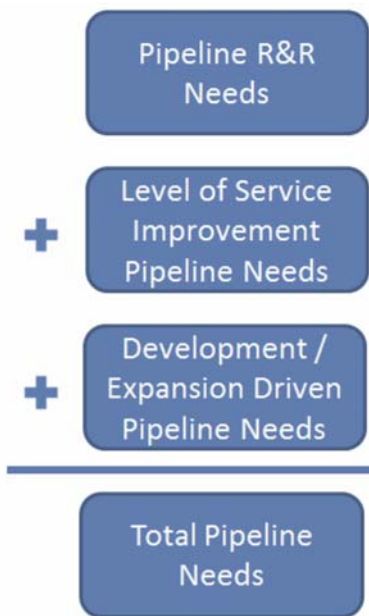 Pipeline R&R
Needs
+
Level of Service
Improvement
Pipeline Needs
+
Development /
Expansion Driven
Pipeline Needs
Total Pipeline
Needs